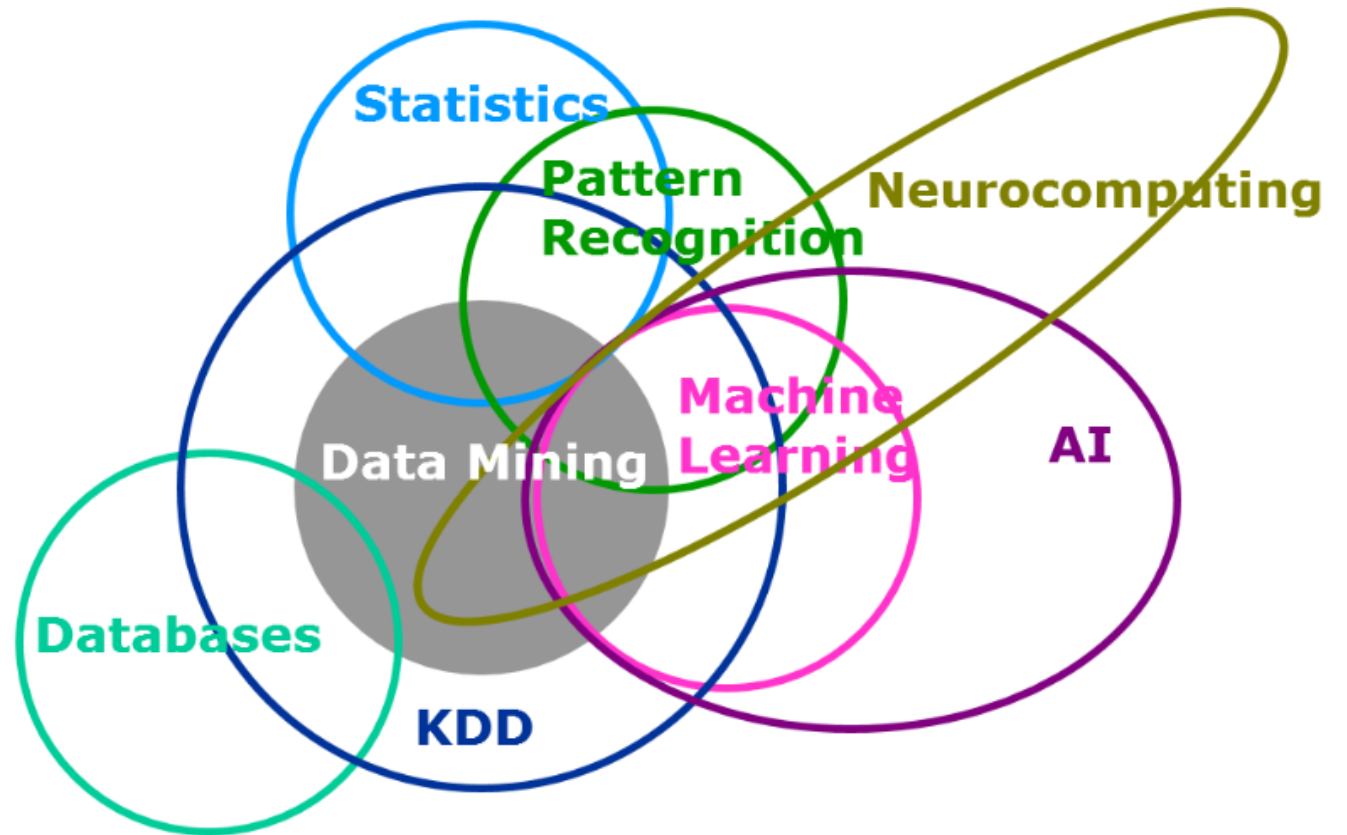 Statistics
Pattern
Recognition
Neurocomputing
Machine
Learning
AI
Data Mining
Databases
KDD